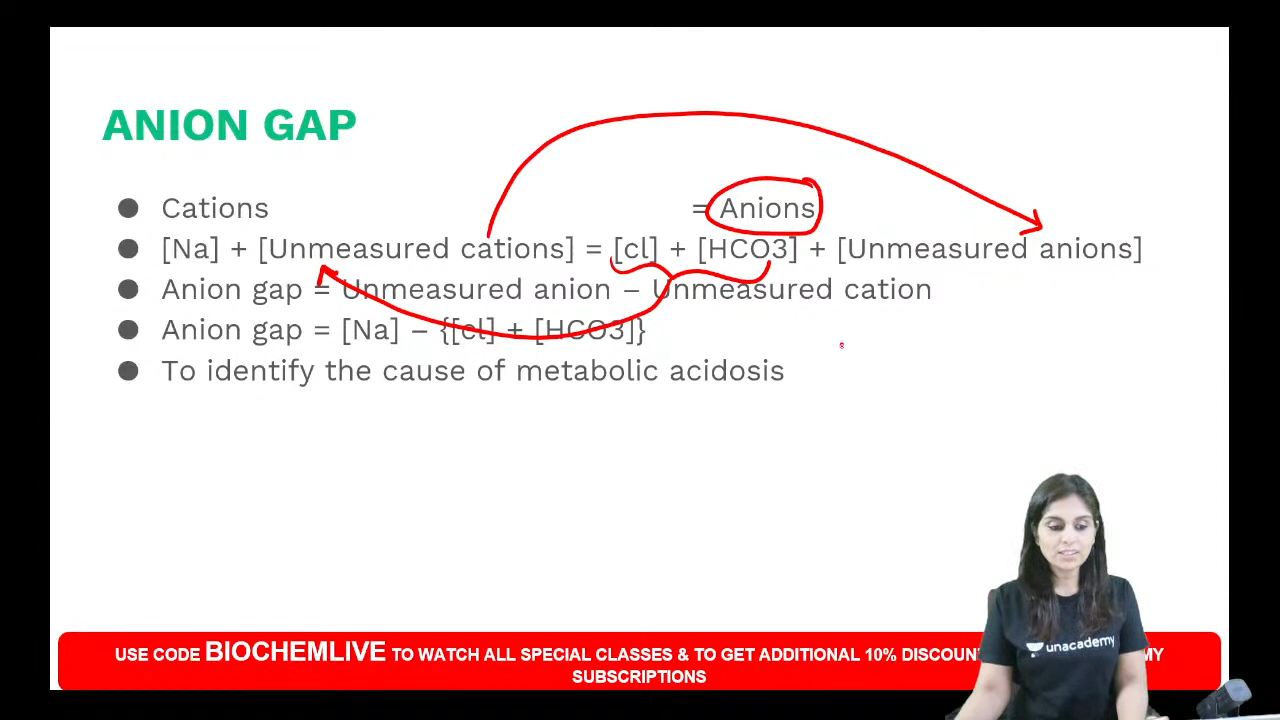 ANION GAP
● Cations = Anions
● [Na] + [Unmeasured cations] = [cl] + [HCO3] + [Unmeasured anions]
● Anion gap = Unmeasured anion – Unmeasured cation
● Anion gap = [Na] – {[cl] + [HCO3]}
● To identify the cause of metabolic acidosis
unacademy
USE CODE BIOCHEMLIVE TO WATCH ALL SPECIAL CLASSES & TO GET ADDITIONAL 10%
SUBSCRIPTIONS